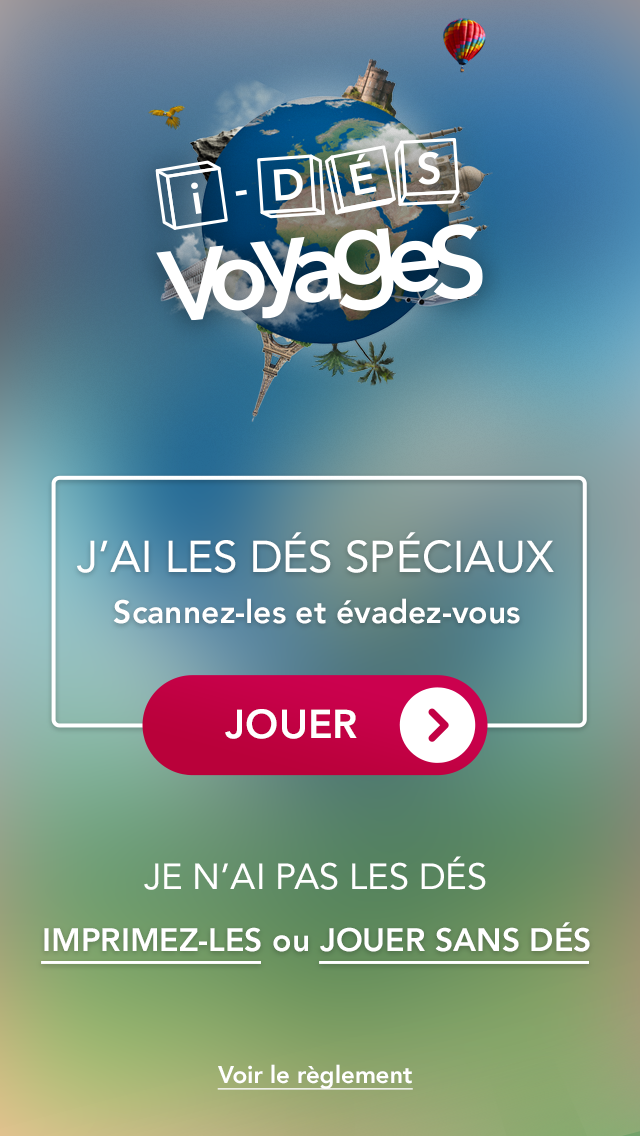 i-DÉS
VoyageS
J’AI LES DÉS SPÉCIAUX
Scannez-les et évadez-vous
JOUER
JE N’AI PAS LES DÉS
IMPRIMEZ-LES ou JOUER SANS DÉS
Voir le règlement